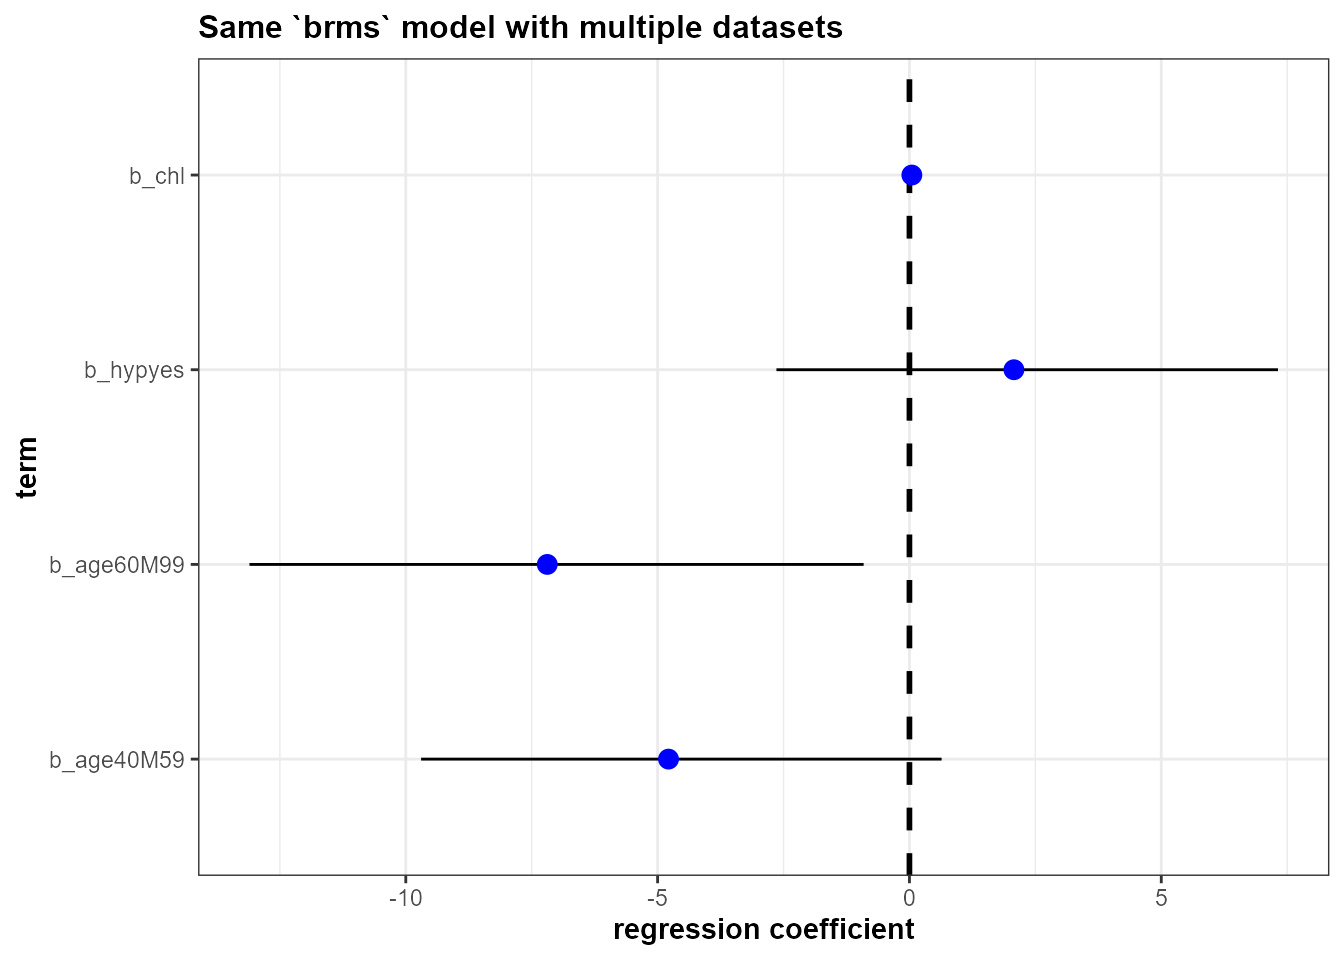 Same `brms` model with multiple datasets
b_chl
b_hypyes
b_age60M99
b_age40M59
term
-10
-5
0
5
regression coefficient